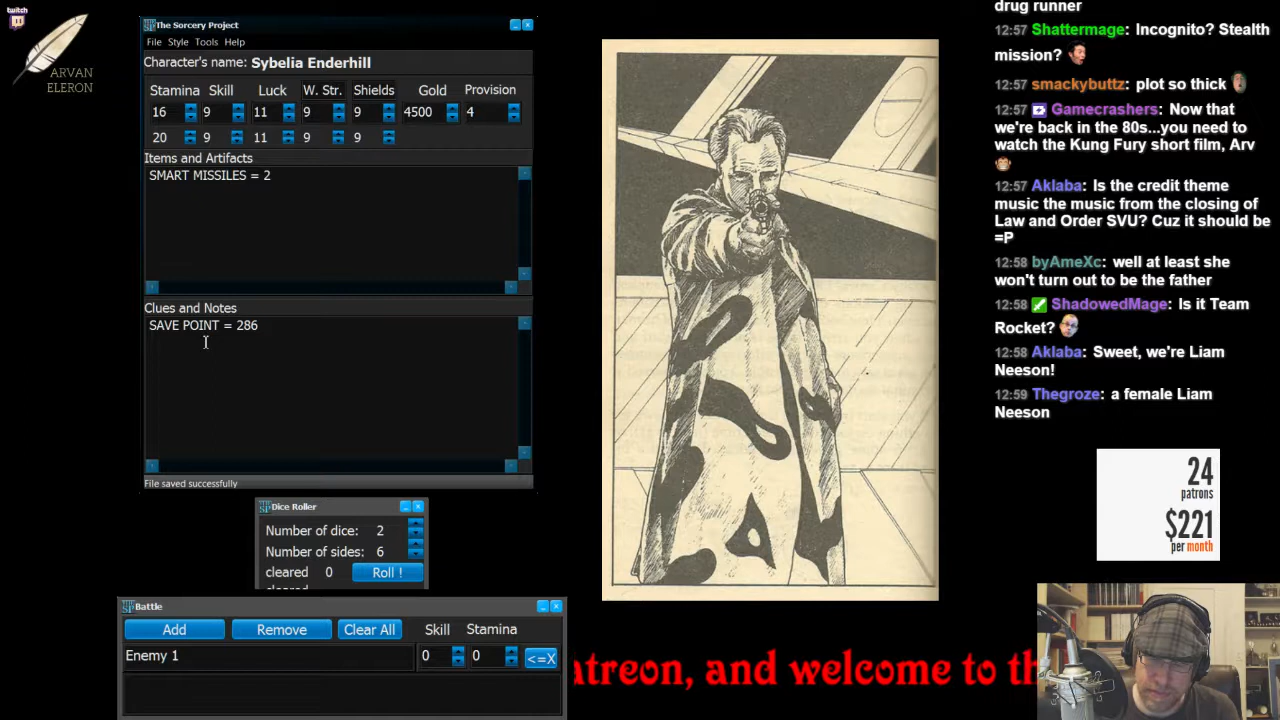 twitch
ARVAN
ELERON
The Sorcery Project
File Style Tools Help
Character's name: Sybelia Enderhill
Stamina Skill Luck W. Str. Shields Gold Provision
16 9 11 9 9 4500 4
20 9 11 9 9
Items and Artifacts
SMART MISSILES = 2
Clues and Notes
SAVE POINT = 286
File saved successfully
Dice Roller
Number of dice: 2
Number of sides: 6
cleared 0 Roll !
cleared
Battle
Add Remove Clear All Skill Stamina
Enemy 1 0 0 <=X
drug runner
12:57 Shattermage: Incognito? Stealth
mission?
12:57 smackybuttz: plot so thick
12:57 Gamecrashers: Now that
we're back in the 80s...you need to
watch the Kung Fury short film, Arv
12:57 Aklaba: Is the credit theme
music the music from the closing of
Law and Order SVU? Cuz it should be
=P
12:58 byAmeXc: well at least she
won't turn out to be the father
12:58 ShadowedMage: Is it Team
Rocket?
12:58 Aklaba: Sweet, we're Liam
Neeson!
12:59 Thegroze: a female Liam
Neeson
24
patrons
$221
per month
atreon, and welcome to th